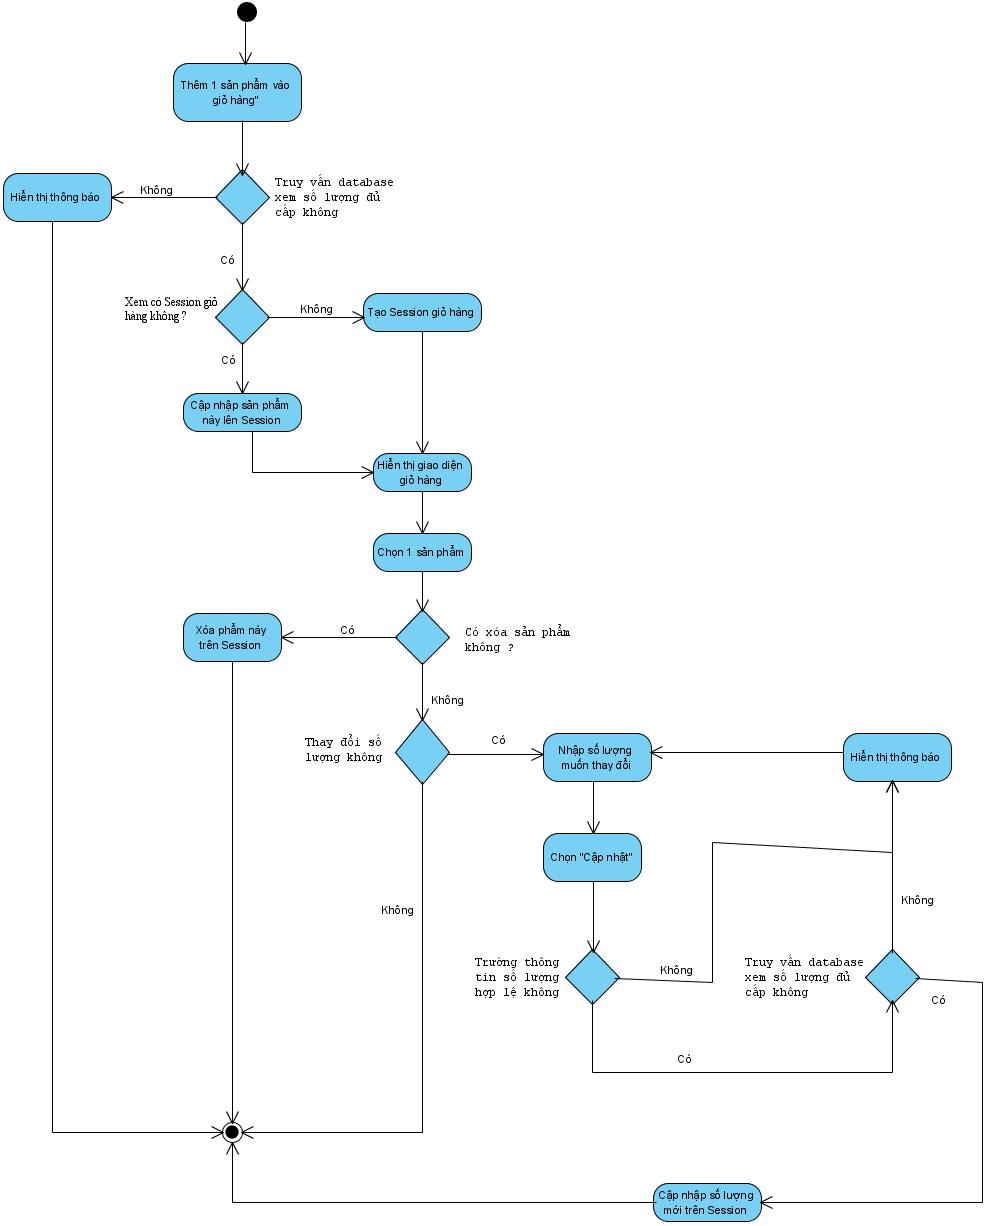 Thêm 1 sản phẩm vào
giỏ hàng"
Truy vấn database
xem số lượng đủ
cấp không
Không
Hiển thị thông báo
Có
Xem có Session giỏ
hàng không ?
Không
Tạo Session giỏ hàng
Có
Cập nhập sản phẩm
này lên Session
Hiển thị giao diện
giỏ hàng
Chọn 1 sản phẩm
Có xóa sản phẩm
không ?
Có
Xóa phẩm này
trên Session
Không
Thay đổi số
lượng không
Có
Nhập số lượng
muốn thay đổi
Hiển thị thông báo
Chọn "Cập nhật"
Không
Không
Trường thông
tin số lượng
hợp lệ không
Không
Truy vấn database
xem số lượng đủ
cấp không
Có
Có
Cập nhập số lượng
mới trên Session